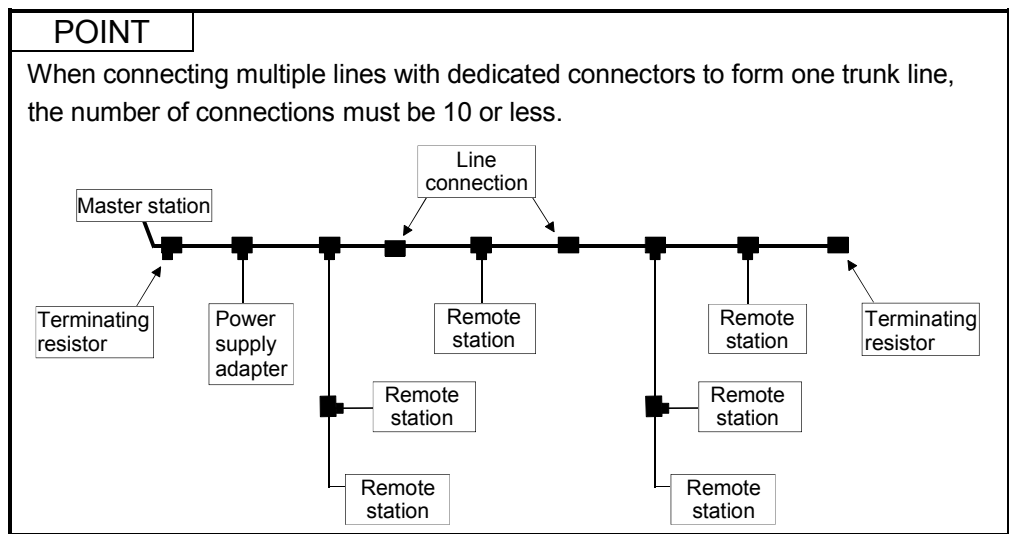 POINT
When connecting multiple lines with dedicated connectors to form one trunk line,
the number of connections must be 10 or less.
Line
connection
Master station
Terminating
resistor
Power
supply
adapter
Remote
station
Remote
station
Terminating
resistor
Remote
station
Remote
station
Remote
station
Remote
station